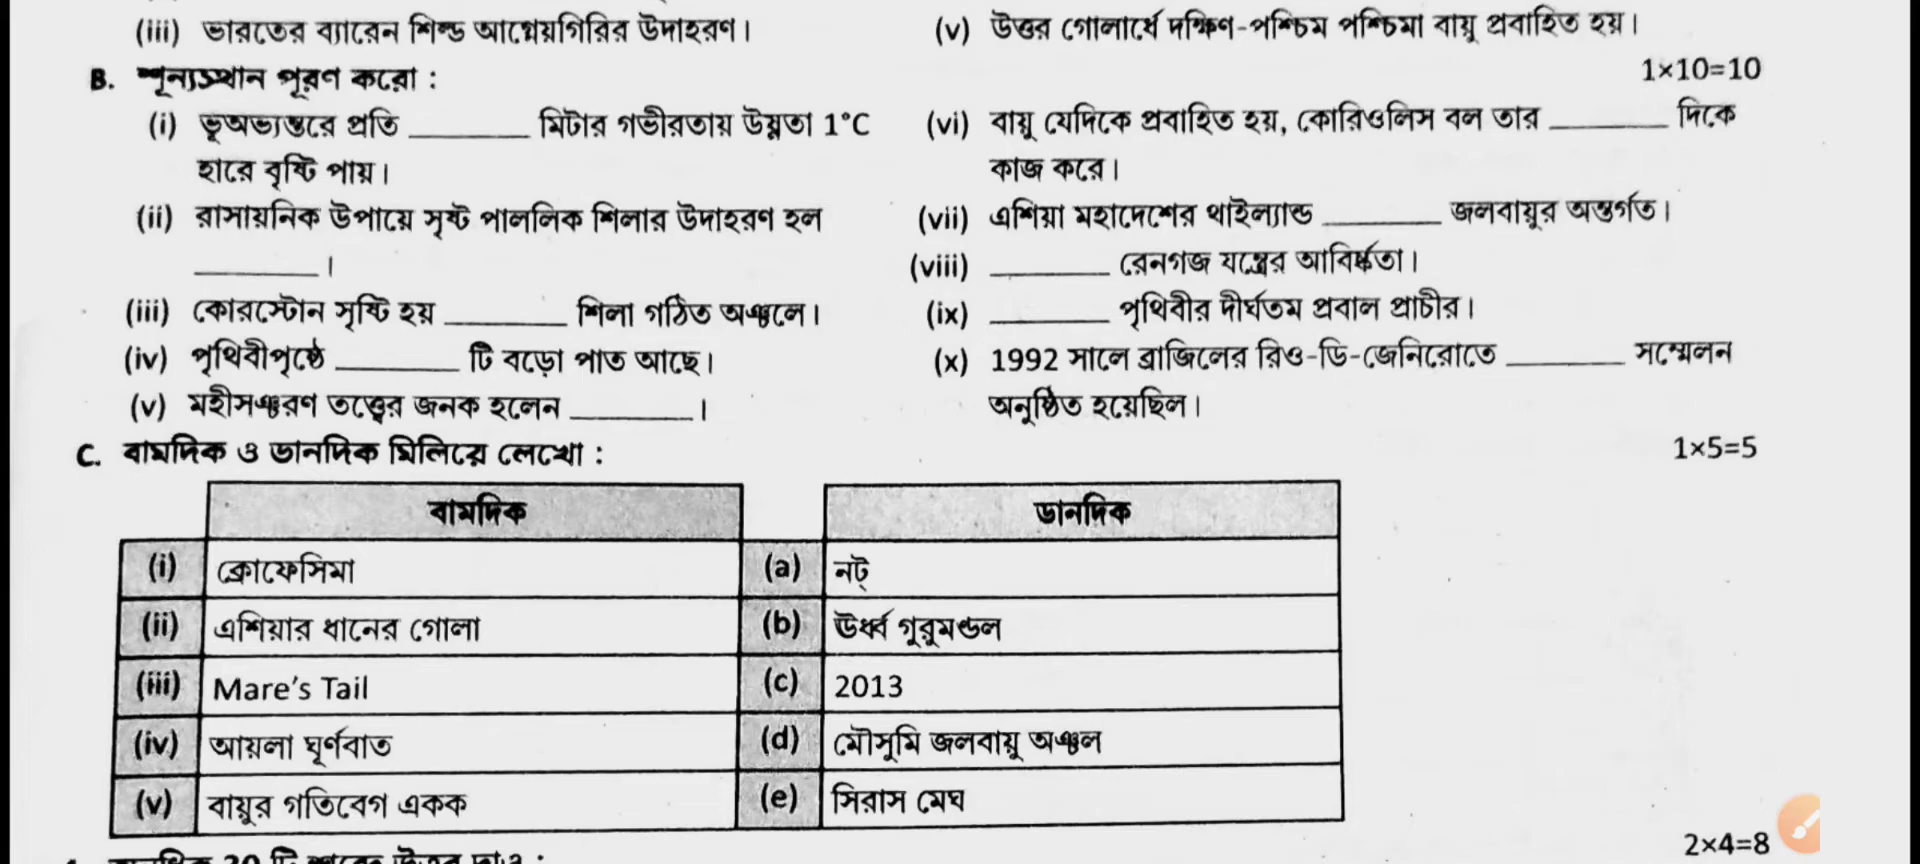 (iii) ভারতের ব্যারেন শিল্ড আগ্নেয়গিরির উদাহরণ।
(v) উত্তর গোলার্ধে দক্ষিণ-পশ্চিম পশ্চিমা বায়ু প্রবাহিত হয়।
B. শূন্যস্থান পূরণ করো :
1×10=10
(i) ভূঅভ্যন্তরে প্রতি ________ মিটার গভীরতায় উষ্ণতা 1°C
হারে বৃষ্টি পায়।
(ii) রাসায়নিক উপায়ে সৃষ্ট পাললিক শিলার উদাহরণ হল
________।
(iii) কোরস্টোন সৃষ্টি হয় ________ শিলা গঠিত অঞ্চলে।
(iv) পৃথিবীপৃষ্ঠে ________ টি বড়ো পাত আছে।
(v) মহীসঞ্চরণ তত্ত্বের জনক হলেন ________।
(vi) বায়ু যেদিকে প্রবাহিত হয়, কোরিওলিস বল তার ________ দিকে
কাজ করে।
(vii) এশিয়া মহাদেশের থাইল্যান্ড ________ জলবায়ুর অন্তর্গত।
(viii) ________ রেনগজ যন্ত্রের আবিষ্কর্তা।
(ix) ________ পৃথিবীর দীর্ঘতম প্রবাল প্রাচীর।
(x) 1992 সালে ব্রাজিলের রিও-ডি-জেনিরোতে ________ সম্মেলন
অনুষ্ঠিত হয়েছিল।
C. বামদিক ও ডানদিক মিলিয়ে লেখো :
1×5=5
বামদিক ডানদিক
(i) ক্রোফেসিমা (a) নট্
(ii) এশিয়ার ধানের গোলা (b) ঊর্ধ্ব গুরুমণ্ডল
(iii) Mare's Tail (c) 2013
(iv) আয়লা ঘূর্ণবাত (d) মৌসুমি জলবায়ু অঞ্চল
(v) বায়ুর গতিবেগ একক (e) সিরাস মেঘ
2×4=8